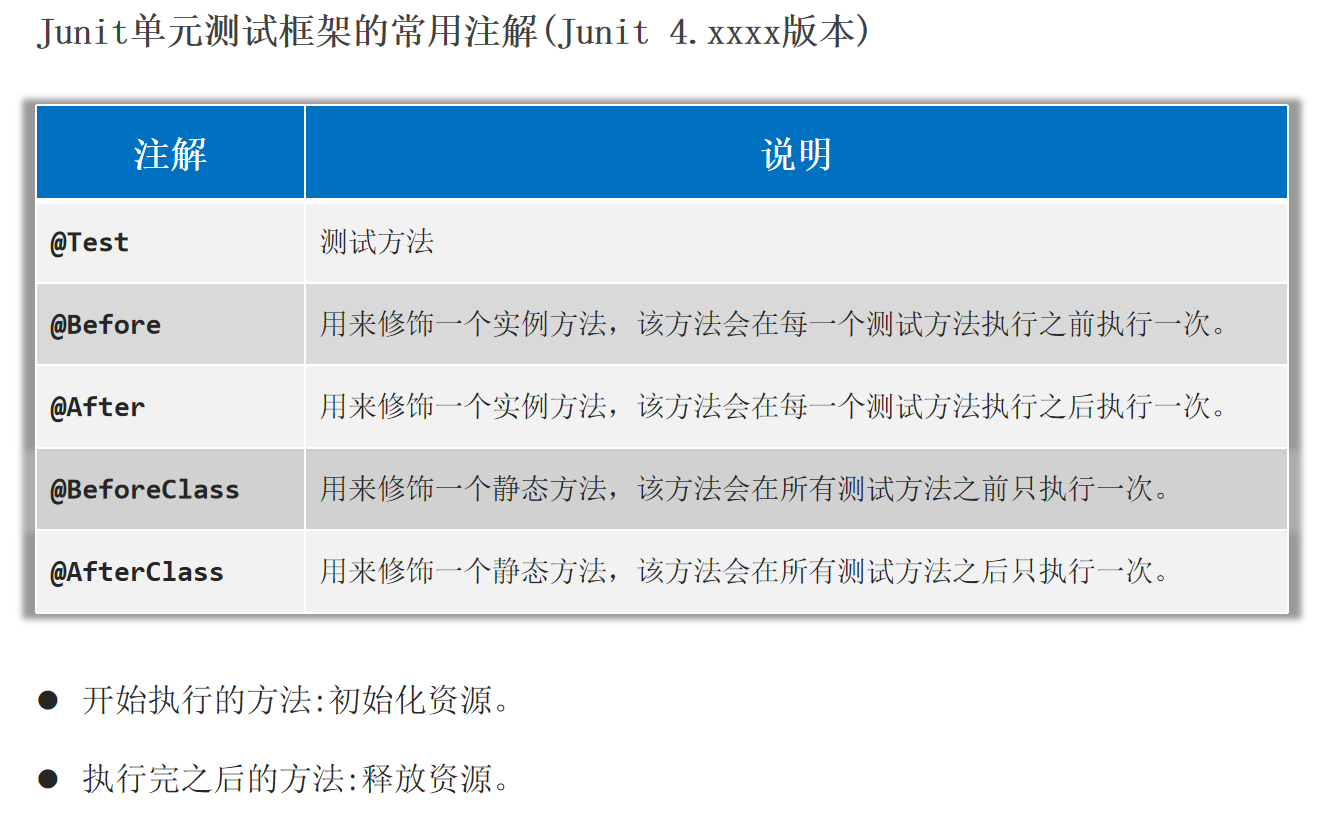 Junit单元测试框架的常用注解(Junit 4.xxxx版本)
注解 说明
@Test 测试方法
@Before 用来修饰一个实例方法，该方法会在每一个测试方法执行之前执行一次。
@After 用来修饰一个实例方法，该方法会在每一个测试方法执行之后执行一次。
@BeforeClass 用来修饰一个静态方法，该方法会在所有测试方法之前只执行一次。
@AfterClass 用来修饰一个静态方法，该方法会在所有测试方法之后只执行一次。
● 开始执行的方法:初始化资源。
● 执行完之后的方法:释放资源。